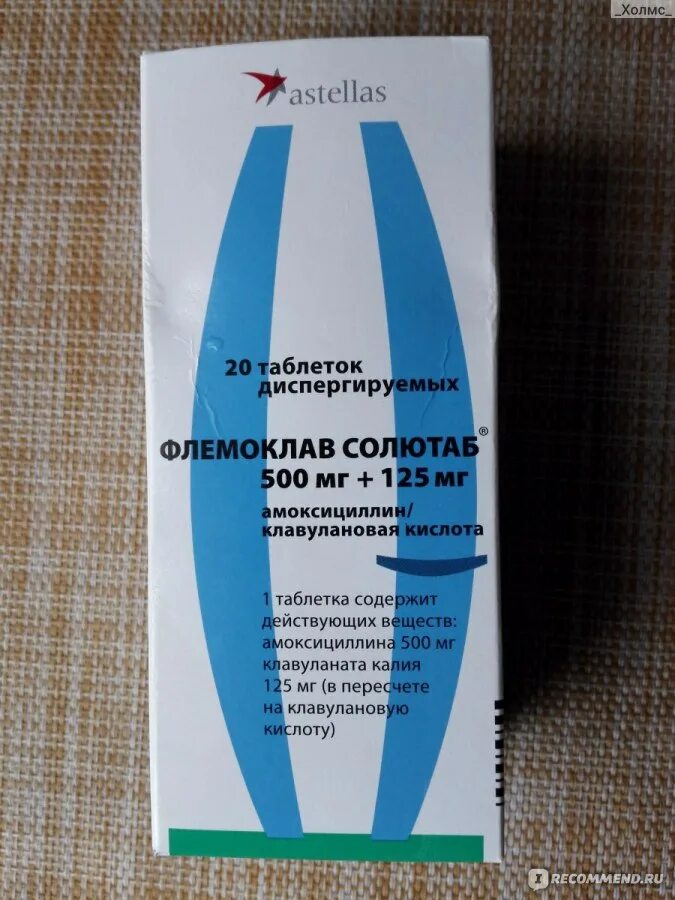 _Холмс_
astellas
20 таблеток
диспергируемых
ФЛЕМОКЛАВ СОЛЮТАБ®
500 мг + 125 мг
амоксициллин/
клавулановая кислота
1 таблетка содержит
действующих веществ:
амоксициллина 500 мг
клавуланата калия
125 мг (в пересчете
на клавулановую
кислоту)
IRECOMMEND.RU